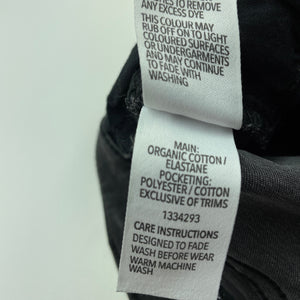 TO REMOVE
ANY EXCESS DYE
THIS COLOUR MAY
RUB OFF ON TO LIGHT
COLOURED SURFACES
OR UNDERGARMENTS
AND MAY CONTINUE
TO FADE WITH
WASHING
MAIN:
ORGANIC COTTON /
ELASTANE
POCKETING:
POLYESTER / COTTON
EXCLUSIVE OF TRIMS
1334293
CARE INSTRUCTIONS
DESIGNED TO FADE
WASH BEFORE WEAR
WARM MACHINE
WASH